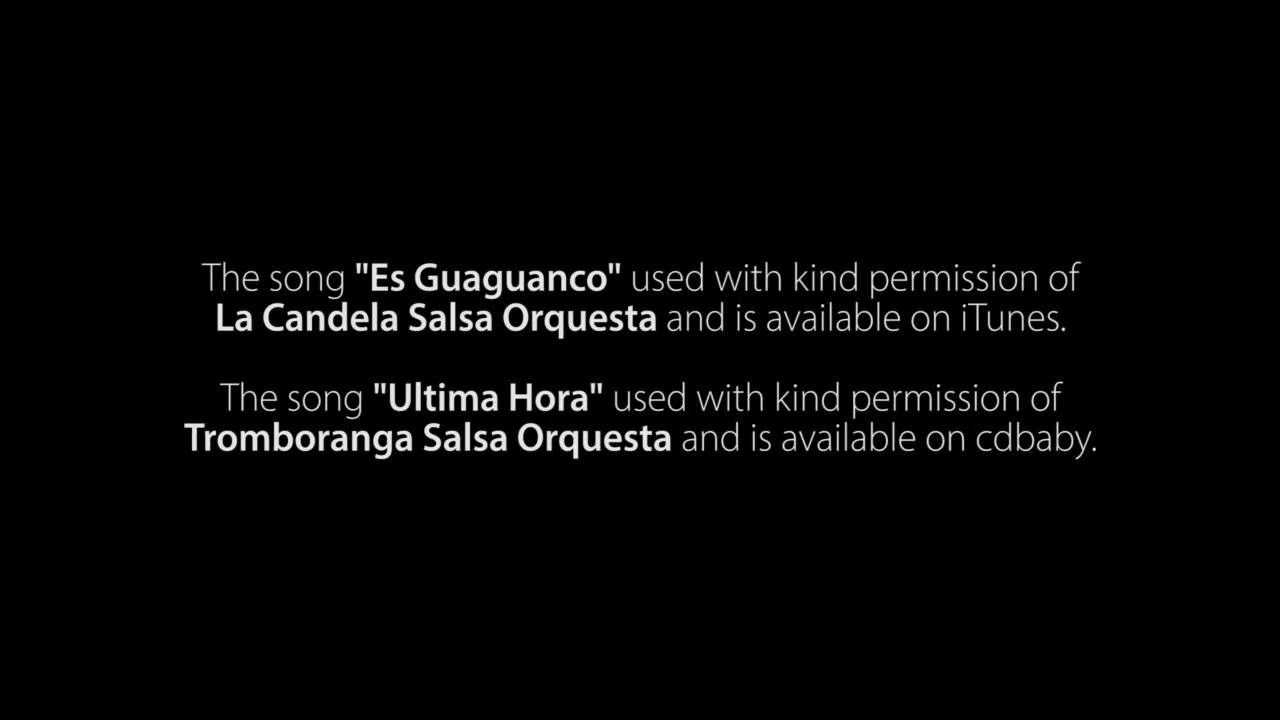 The song "Es Guaguanco" used with kind permission of
La Candela Salsa Orquesta and is available on iTunes.
The song "Ultima Hora" used with kind permission of
Tromboranga Salsa Orquesta and is available on cdbaby.